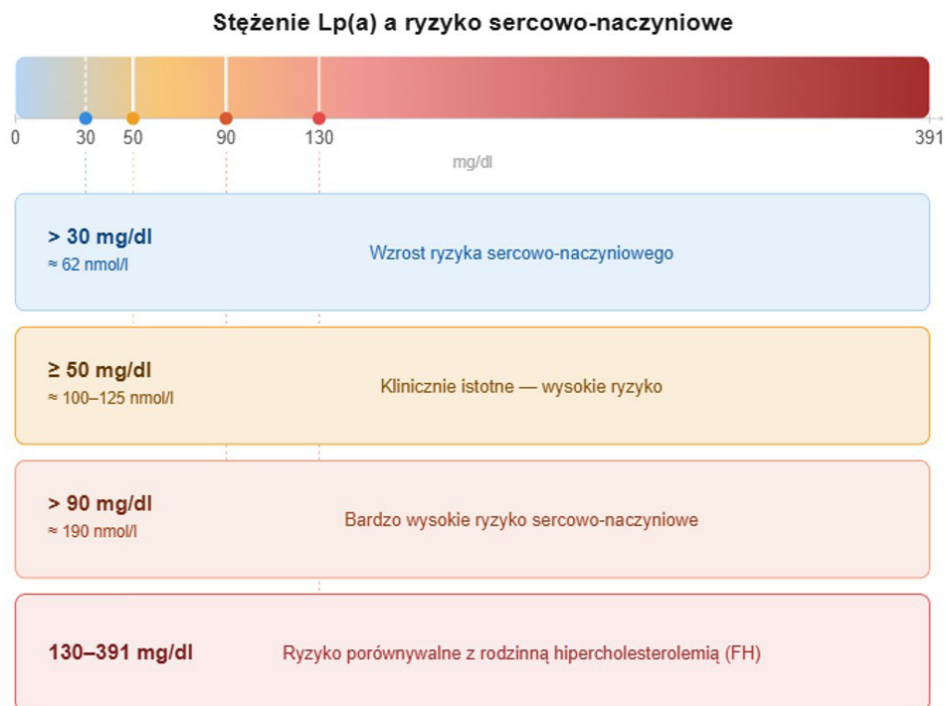 Stężenie Lp(a) a ryzyko sercowo-naczyniowe
0 30 50 90 130 391
mg/dl
> 30 mg/dl
≈ 62 nmol/l
Wzrost ryzyka sercowo-naczyniowego
≥ 50 mg/dl
≈ 100–125 nmol/l
Klinicznie istotne — wysokie ryzyko
> 90 mg/dl
≈ 190 nmol/l
Bardzo wysokie ryzyko sercowo-naczyniowe
130–391 mg/dl
Ryzyko porównywalne z rodzinną hipercholesterolemią (FH)